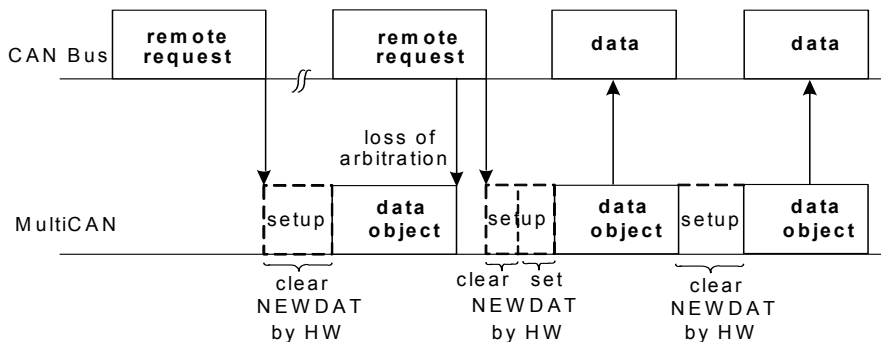 remote
request
remote
request
data
data
CAN Bus
loss of
arbitration
MultiCAN
setup
data
object
setup
data
object
setup
data
object
clear
NEWDAT
by HW
clear set
NEWDAT
by HW
clear
NEWDAT
by HW